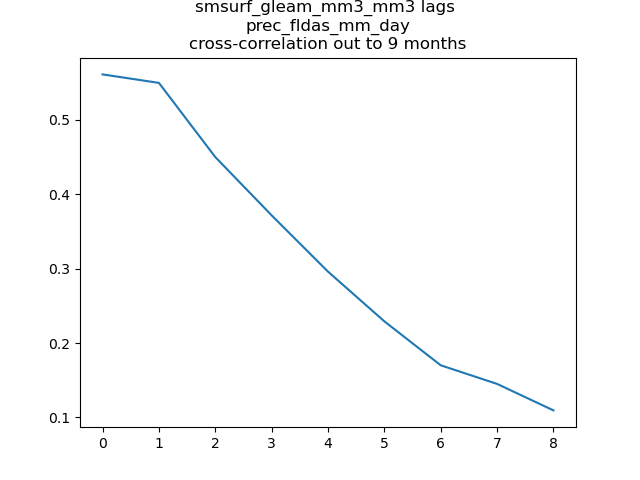 smsurf_gleam_mm3_mm3 lags
prec_fldas_mm_day
cross-correlation out to 9 months
0.5
0.4
0.3
0.2
0.1
0 1 2 3 4 5 6 7 8